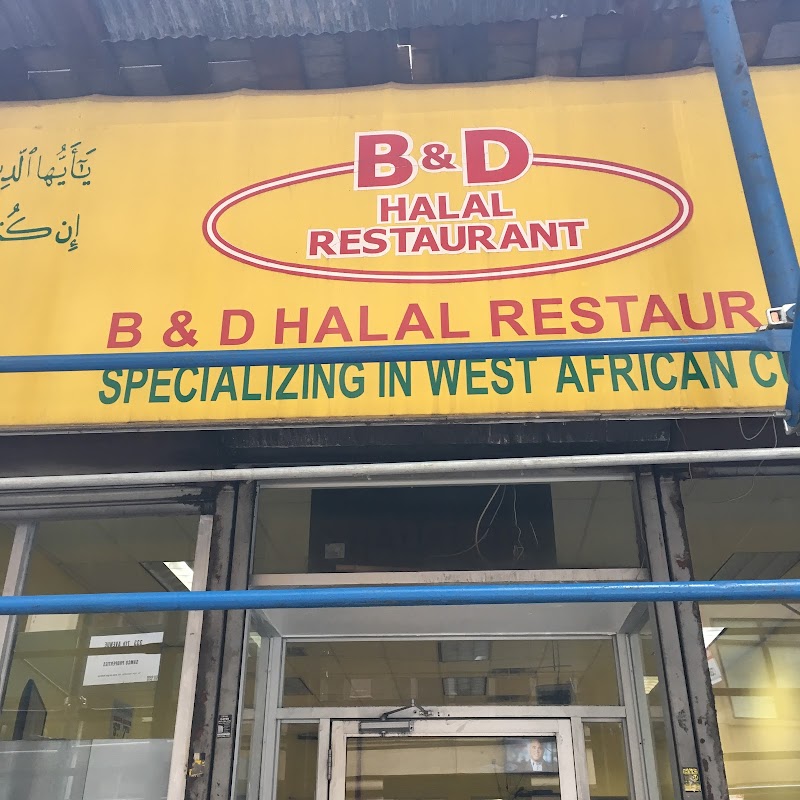 يَٰٓأَيُّهَا ٱلَّذِ
إِن كُ
B & D
HALAL
RESTAURANT
B & D HALAL RESTAUR
SPECIALIZING IN WEST AFRICAN CU